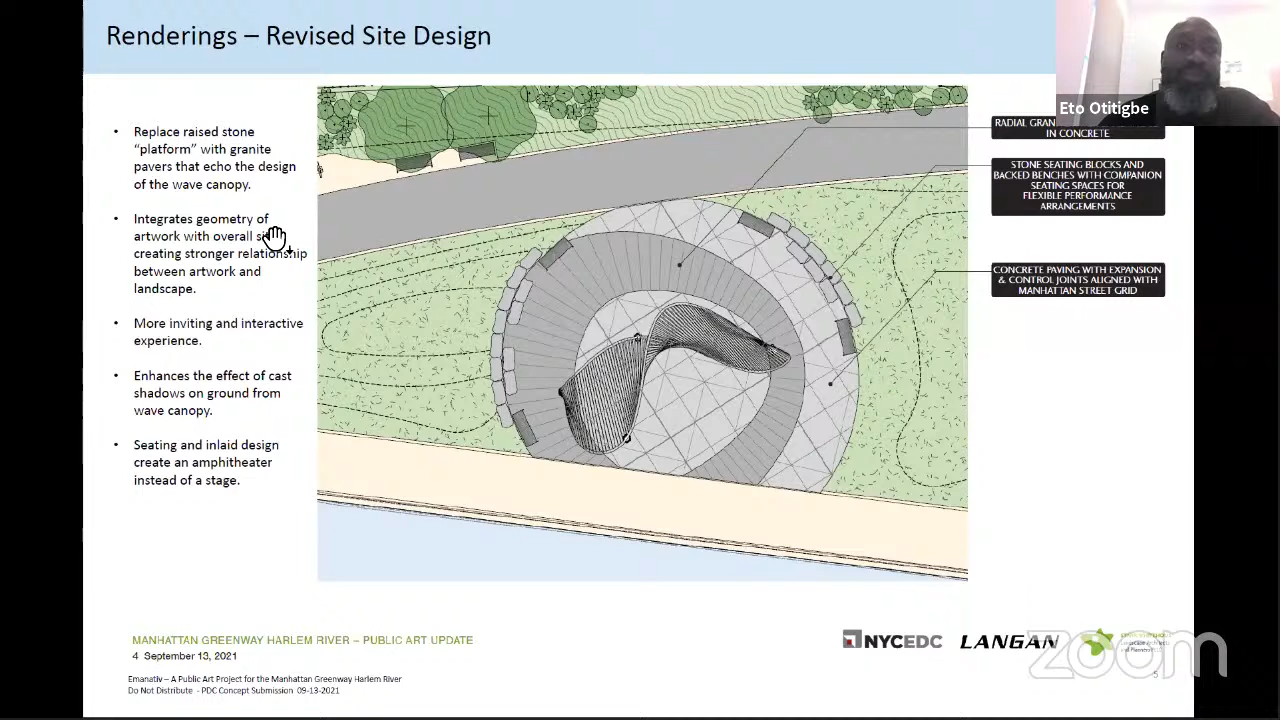 Renderings – Revised Site Design
Eto Otitigbe
• Replace raised stone
“platform” with granite
pavers that echo the design
of the wave canopy.
• Integrates geometry of
artwork with overall
creating stronger relationship
between artwork and
landscape.
• More inviting and interactive
experience.
• Enhances the effect of cast
shadows on ground from
wave canopy.
• Seating and inlaid design
create an amphitheater
instead of a stage.
RADIAL
IN CONCRETE
STONE SEATING BLOCKS AND
BACKED BENCHES WITH COMPANION
SEATING SPACES FOR
FLEXIBLE PERFORMANCE
ARRANGEMENTS
CONCRETE PAVING WITH EXPANSION
& CONTROL JOINTS ALIGNED WITH
MANHATTAN STREET GRID
MANHATTAN GREENWAY HARLEM RIVER – PUBLIC ART UPDATE
4 September 13, 2021
Emanativ – A Public Art Project for the Manhattan Greenway Harlem River
Do Not Distribute - PDC Concept Submission 09-13-2021
NYCEDC
LANGAN
zoom
5